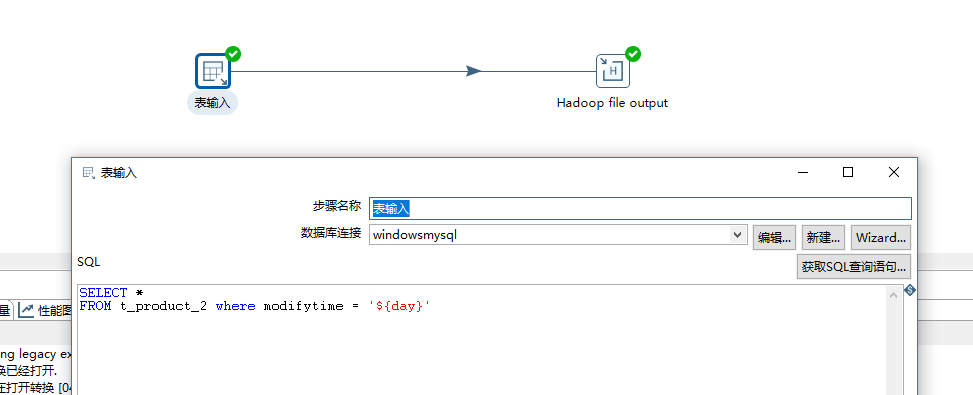 表输入
Hadoop file output
表输入
步骤名称
表输入
数据库连接
windowsmysql
编辑...
新建...
Wizard...
SQL
获取SQL查询语句...
SELECT *
FROM t_product_2 where modifytime = '${day}'
量
性能图
ng legacy ex
换已经打开.
在打开转换 [04